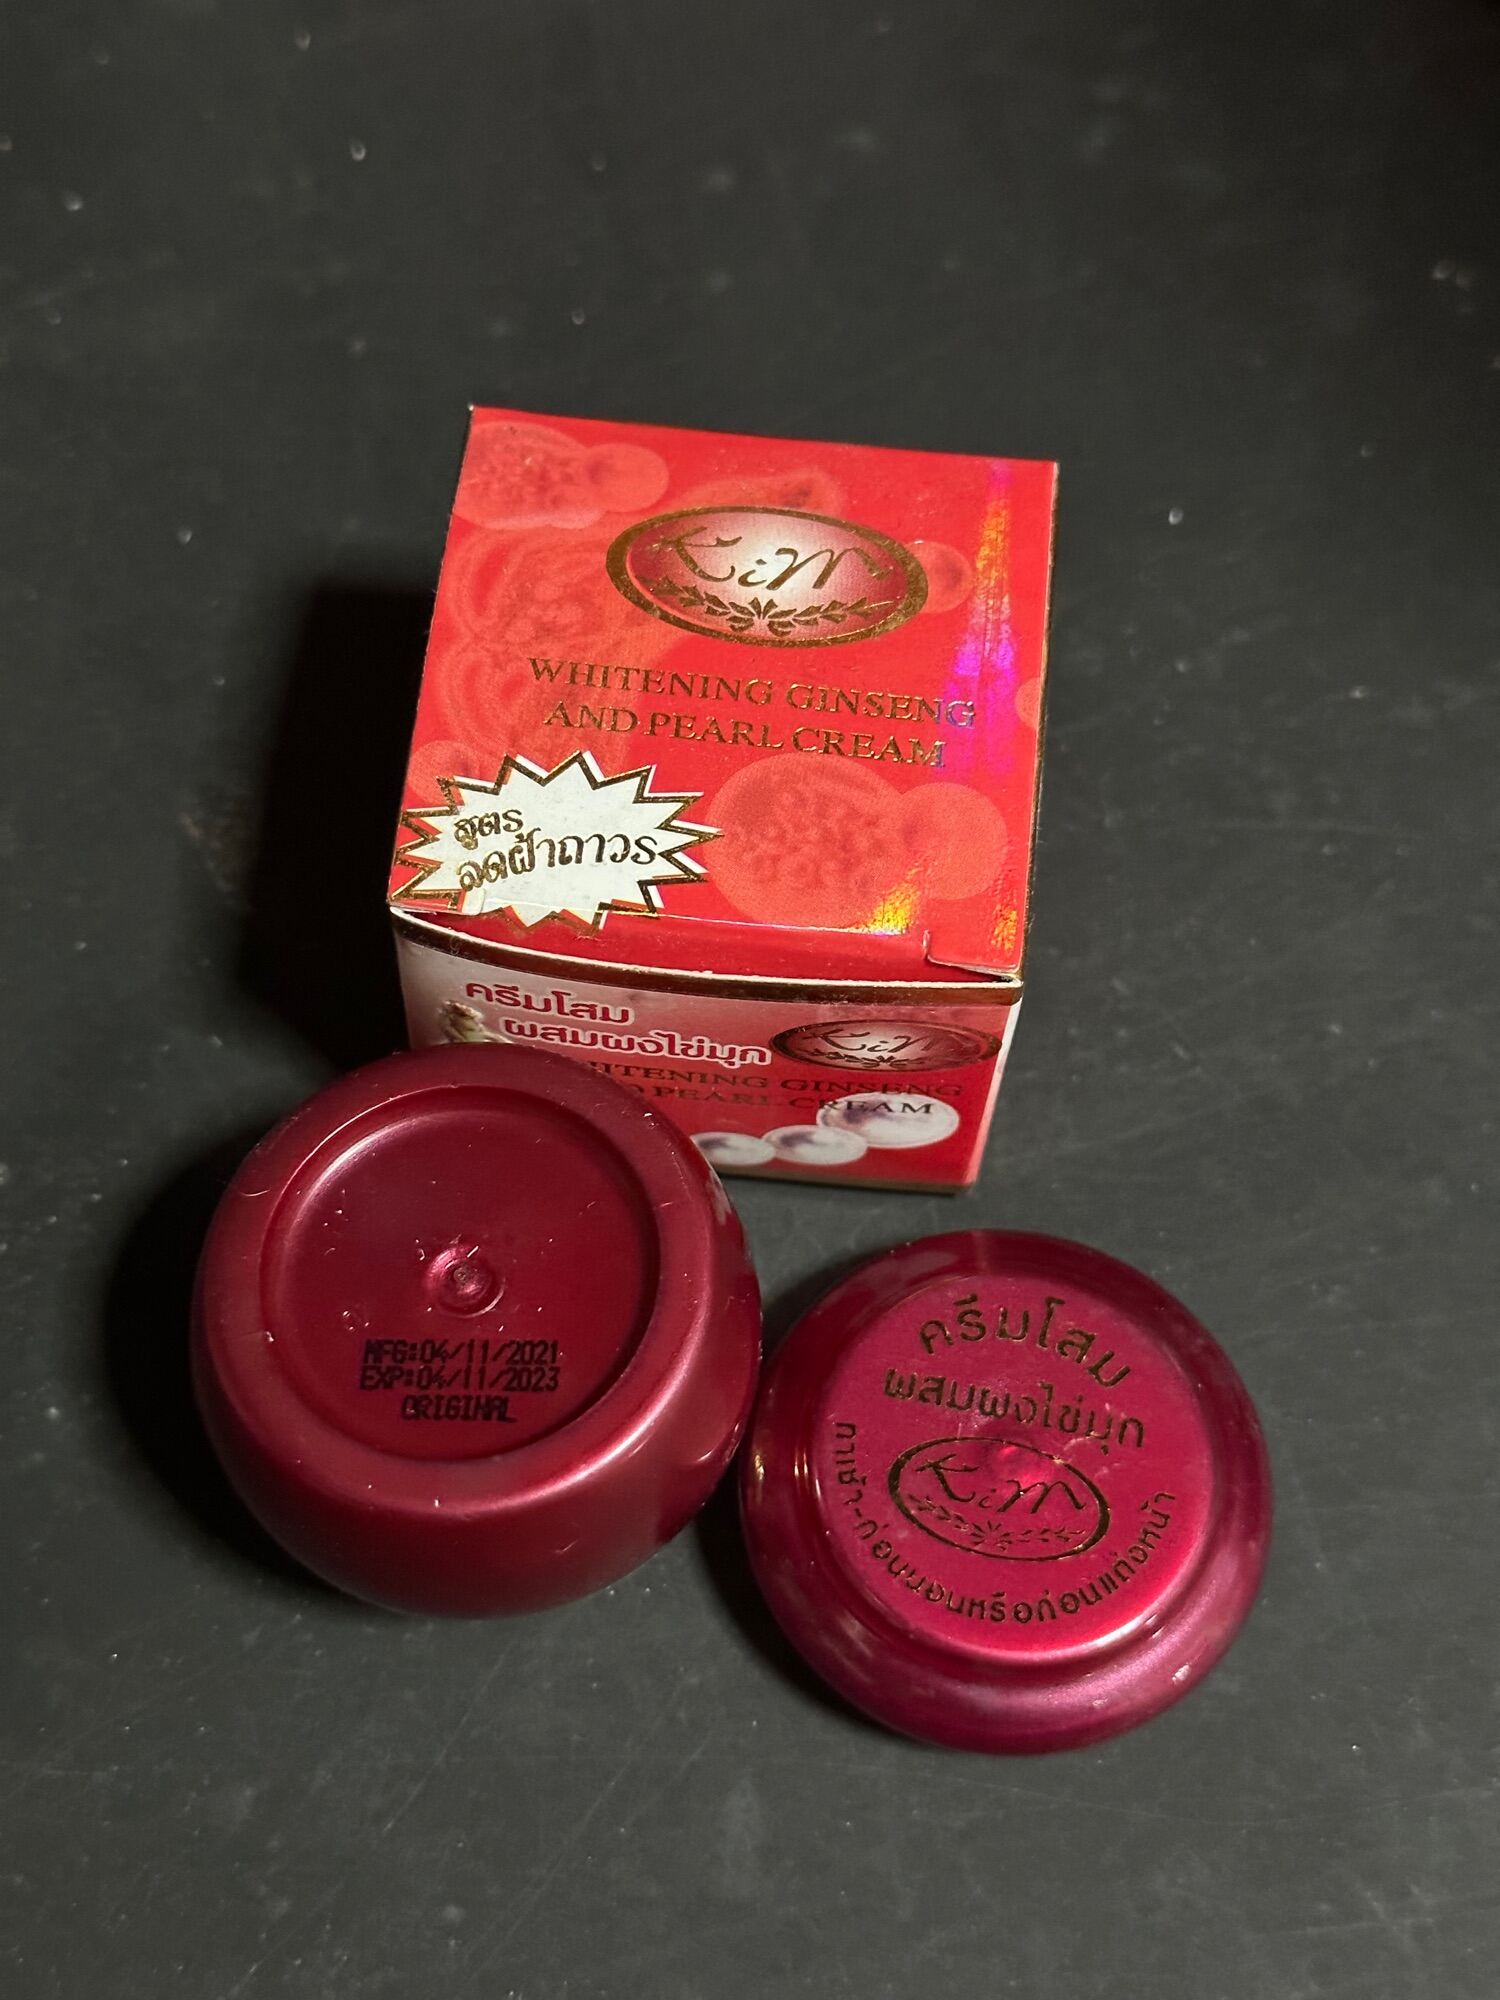 Kim
WHITENING GINSENG
AND PEARL CREAM
สูตร
ลดฝ้าถาวร
ครีมโสม
ผสมผงไข่มุก
Kim
WHITENING GINSENG
PEARL CREAM
MFG:04/11/2021
EXP:04/11/2023
ORIGINAL
ครีมโสม
ผสมผงไข่มุก
Kim
ทาเช้า-ก่อนนอนหรือก่อนแต่งหน้า